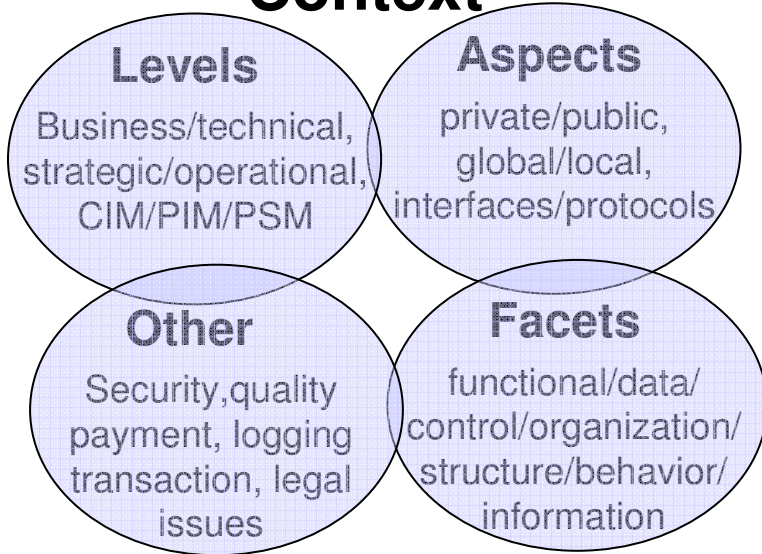 Context
Levels
Business/technical,
strategic/operational,
CIM/PIM/PSM
Aspects
private/public,
global/local,
interfaces/protocols
Other
Security,quality
payment, logging
transaction, legal
issues
Facets
functional/data/
control/organization/
structure/behavior/
information